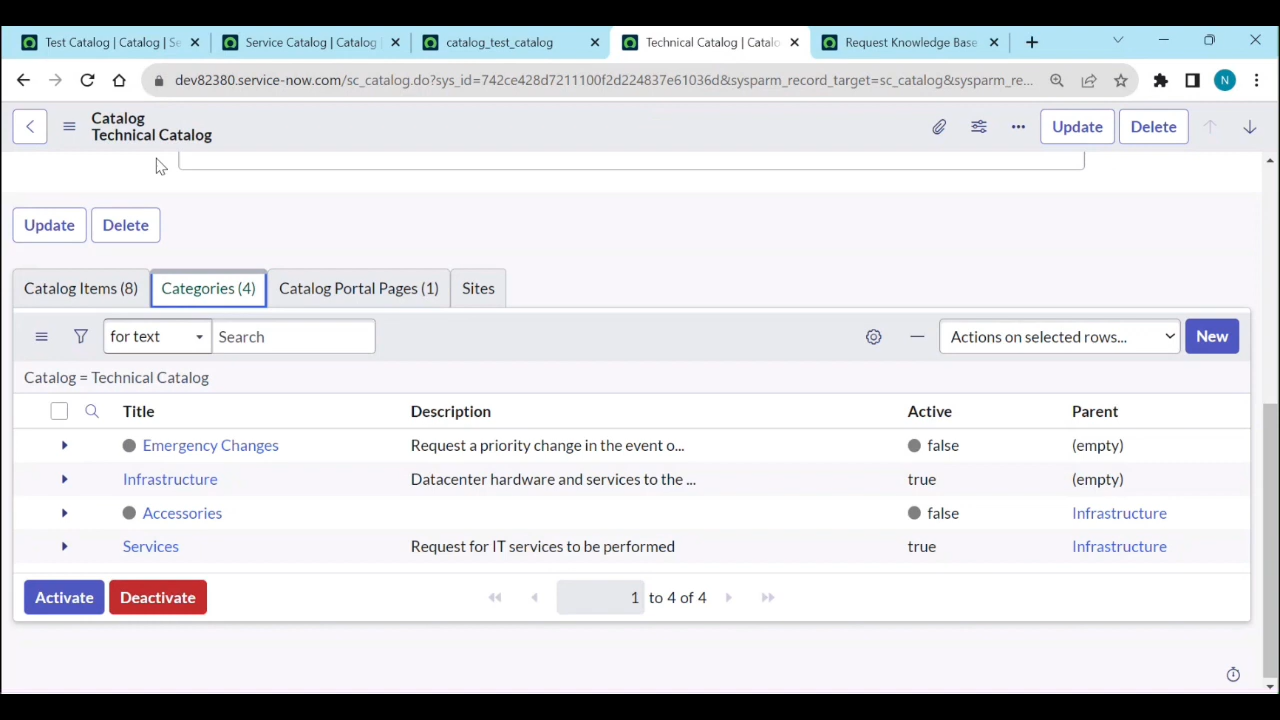 Test Catalog | Catalog | Se
Service Catalog | Catalog
catalog_test_catalog
Technical Catalog | Catalo
Request Knowledge Base
dev82380.service-now.com/sc_catalog.do?sys_id=742ce428d7211100f2d224837e61036d&sysparm_record_target=sc_catalog&sysparm_re...
N
Catalog
Technical Catalog
Update
Delete
Update
Delete
Catalog Items (8)
Categories (4)
Catalog Portal Pages (1)
Sites
for text
Search
Actions on selected rows...
New
Catalog = Technical Catalog
Title Description Active Parent
Emergency Changes Request a priority change in the event o... false (empty)
Infrastructure Datacenter hardware and services to the ... true (empty)
Accessories false Infrastructure
Services Request for IT services to be performed true Infrastructure
Activate
Deactivate
1 to 4 of 4